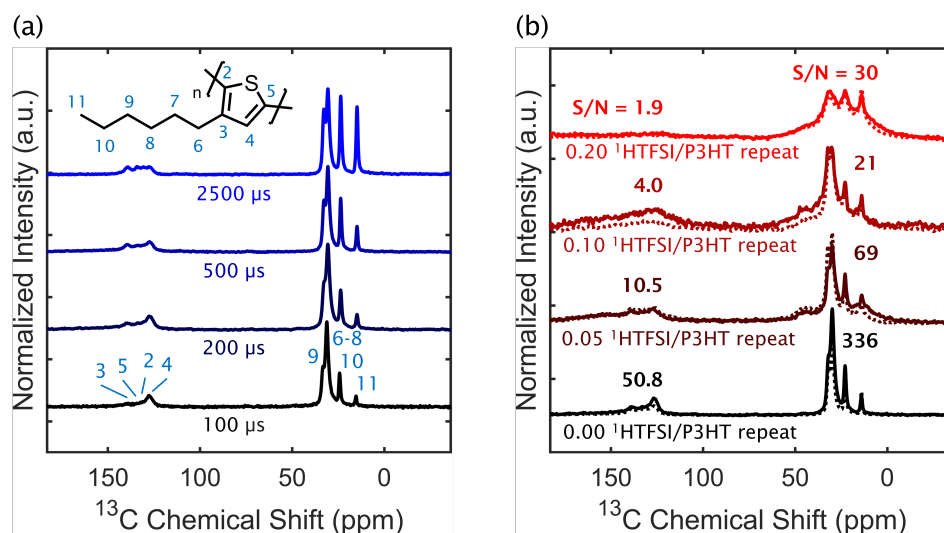 (a)
Normalized Intensity (a.u.)
11
9
7
10
8
6
n
2
S
5
3
4
2500 µs
500 µs
200 µs
6-8
9
10
11
3
5
2
4
100 µs
150
100
50
0
13C Chemical Shift (ppm)
(b)
Normalized Intensity (a.u.)
S/N = 30
S/N = 1.9
0.20 ¹HTFSI/P3HT repeat
21
4.0
0.10 ¹HTFSI/P3HT repeat
69
10.5
0.05 ¹HTFSI/P3HT repeat
336
50.8
0.00 ¹HTFSI/P3HT repeat
150
100
50
0
13C Chemical Shift (ppm)